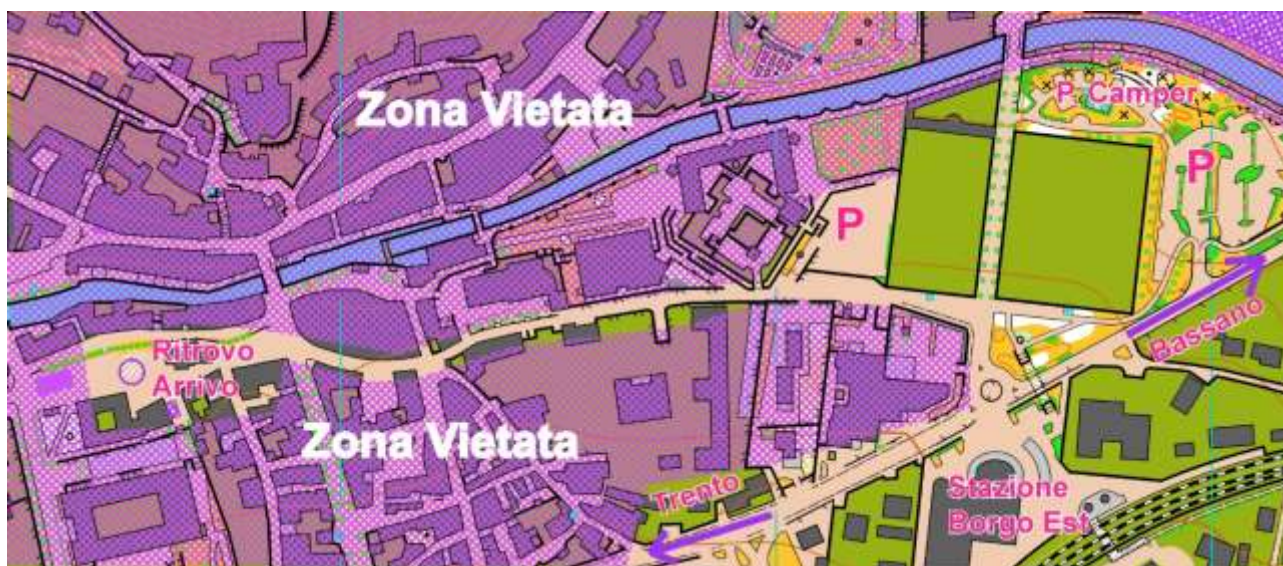 Zona Vietata
P. Camper
P
P
Bassano
Ritrovo
Arrivo
Zona Vietata
Trento
Stazione
Borgo Est